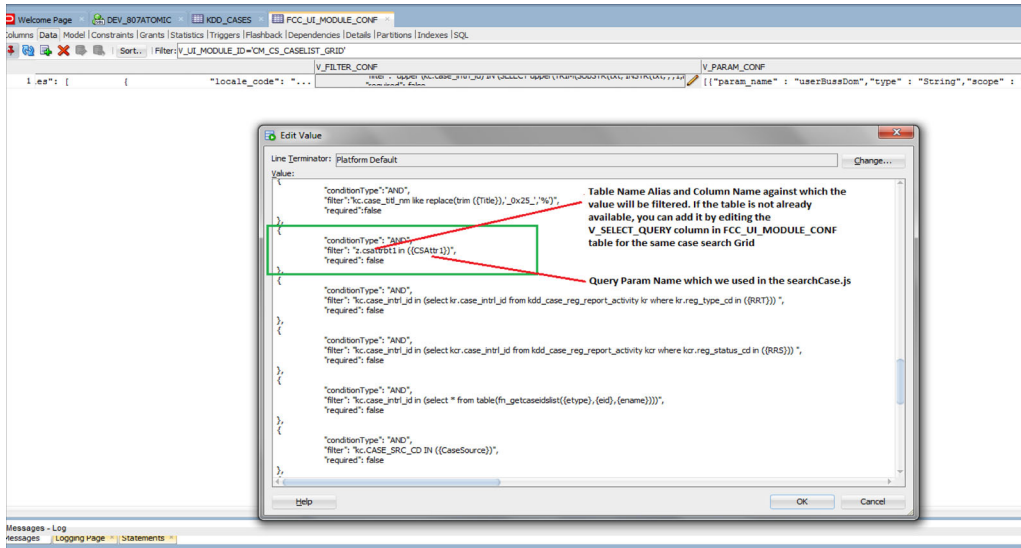 Welcome Page DEV_807ATOMIC KDD_CASES FCC_UI_MODULE_CONF
Columns Data Model Constraints Grants Statistics Triggers Flashback Dependencies Details Partitions Indexes SQL
Sort.. Filter: V_UI_MODULE_ID='CM_CS_CASELIST_GRID'
V_FILTER_CONF V_PARAM_CONF
1 .es": [ { "locale_code": "... "required": false [{"param_name" : "userBussDom","type" : "String","scope" :
Edit Value
Line Terminator: Platform Default Change...
Value:
{
"conditionType":"AND",
"filter":"kc.case_titl_nm like replace(trim ({Title}),'_0x25_','%')",
"required":false
},
{
"conditionType": "AND",
"filter": "z.csattrbt1 in ({CSAttr1})",
"required": false
},
{
"conditionType": "AND",
"filter": "kc.case_intrl_id in (select kr.case_intrl_id from kdd_case_reg_report_activity kr where kr.reg_type_cd in ({RRT})) ",
"required": false
},
{
"conditionType": "AND",
"filter": "kc.case_intrl_id in (select kcr.case_intrl_id from kdd_case_reg_report_activity kcr where kcr.reg_status_cd in ({RRS})) ",
"required": false
},
{
"conditionType": "AND",
"filter": "kc.case_intrl_id in (select * from table(fn_getcaseidslist({etype},{eid},{ename})))",
"required": false
},
{
"conditionType": "AND",
"filter": "kc.CASE_SRC_CD IN ({CaseSource})",
"required": false
},
Table Name Alias and Column Name against which the
value will be filtered. If the table is not already
available, you can add it by editing the
V_SELECT_QUERY column in FCC_UI_MODULE_CONF
table for the same case search Grid
Query Param Name which we used in the searchCase.js
Help OK Cancel
Messages - Log
Messages Logging Page Statements